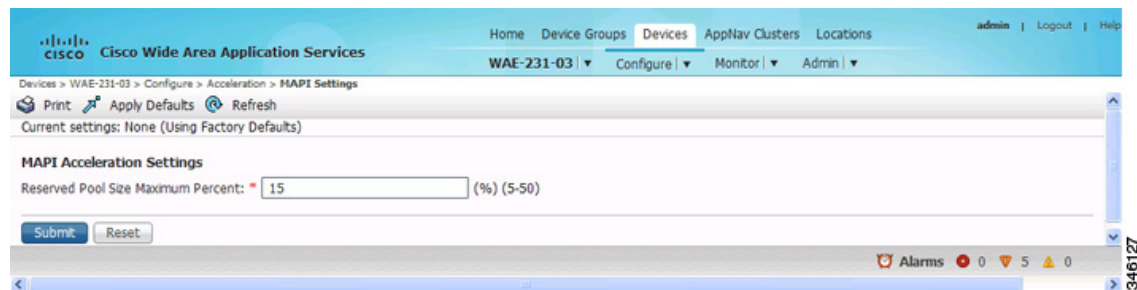 Home Device Groups Devices AppNav Clusters Locations
admin | Logout | Help
CISCO Cisco Wide Area Application Services
WAE-231-03 | Configure | Monitor | Admin |
Devices > WAE-231-03 > Configure > Acceleration > MAPI Settings
Print Apply Defaults Refresh
Current settings: None (Using Factory Defaults)
MAPI Acceleration Settings
Reserved Pool Size Maximum Percent: * 15 (%) (5-50)
Submit Reset
Alarms 0 5 0
346127